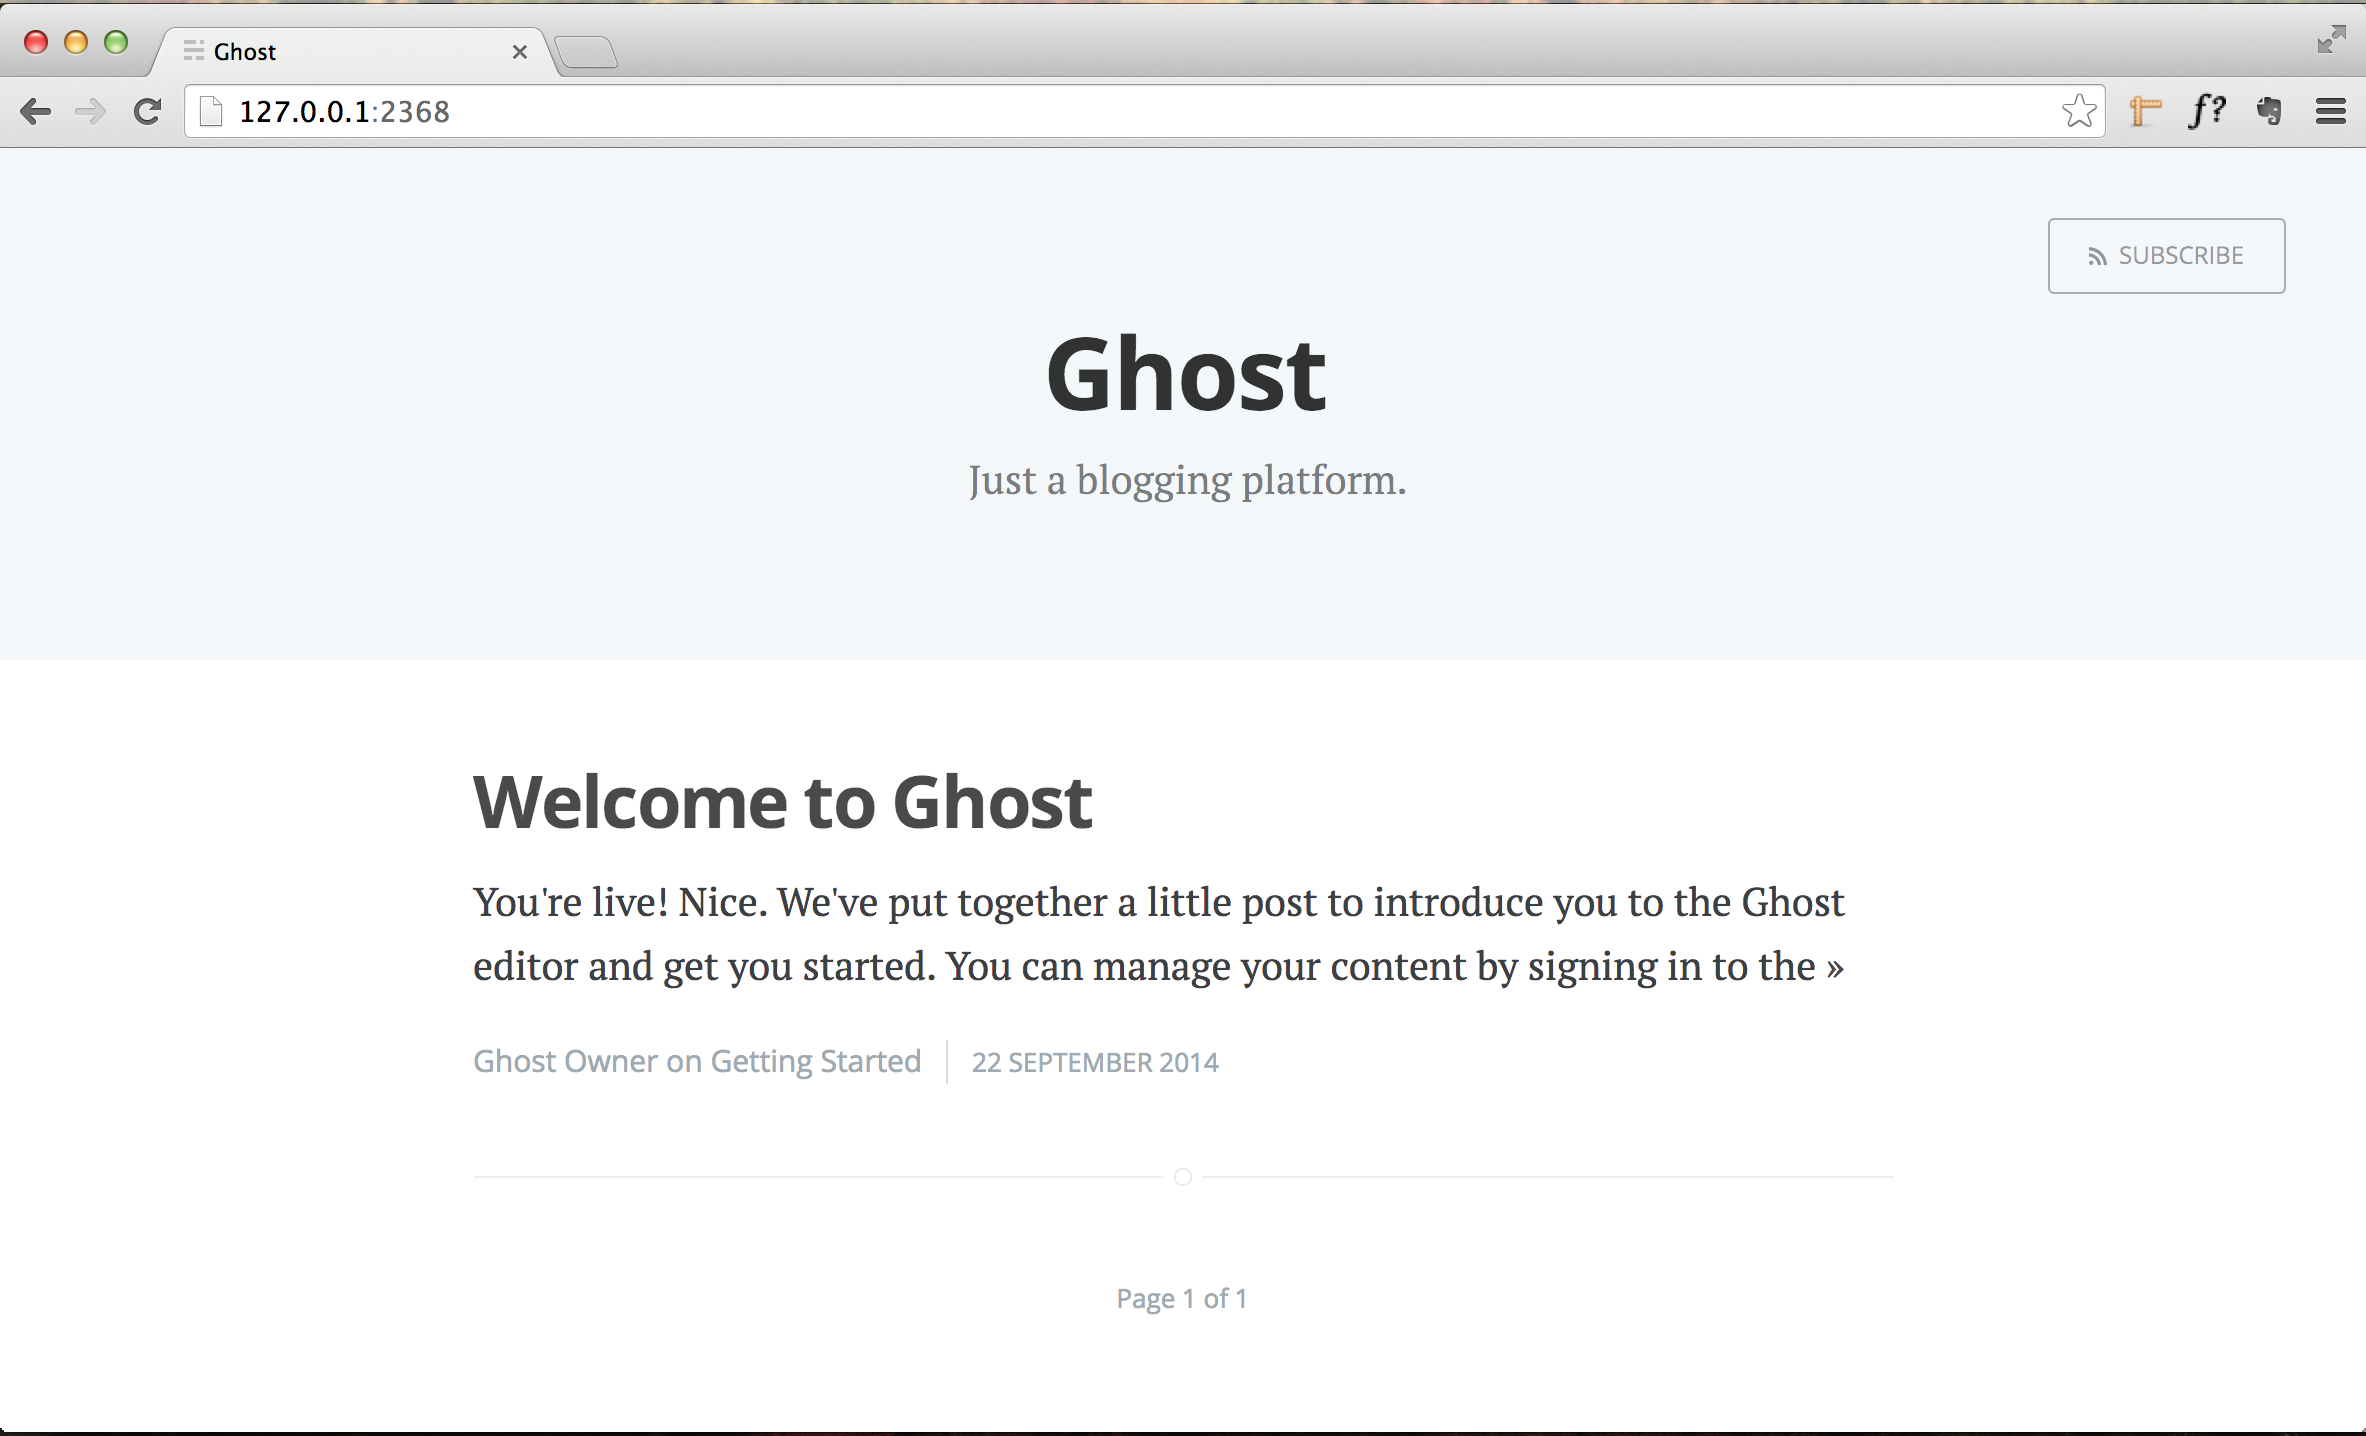 Ghost
127.0.0.1:2368
f?
SUBSCRIBE
Ghost
Just a blogging platform.
Welcome to Ghost
You're live! Nice. We've put together a little post to introduce you to the Ghost
editor and get you started. You can manage your content by signing in to the »
Ghost Owner on Getting Started
22 SEPTEMBER 2014
Page 1 of 1